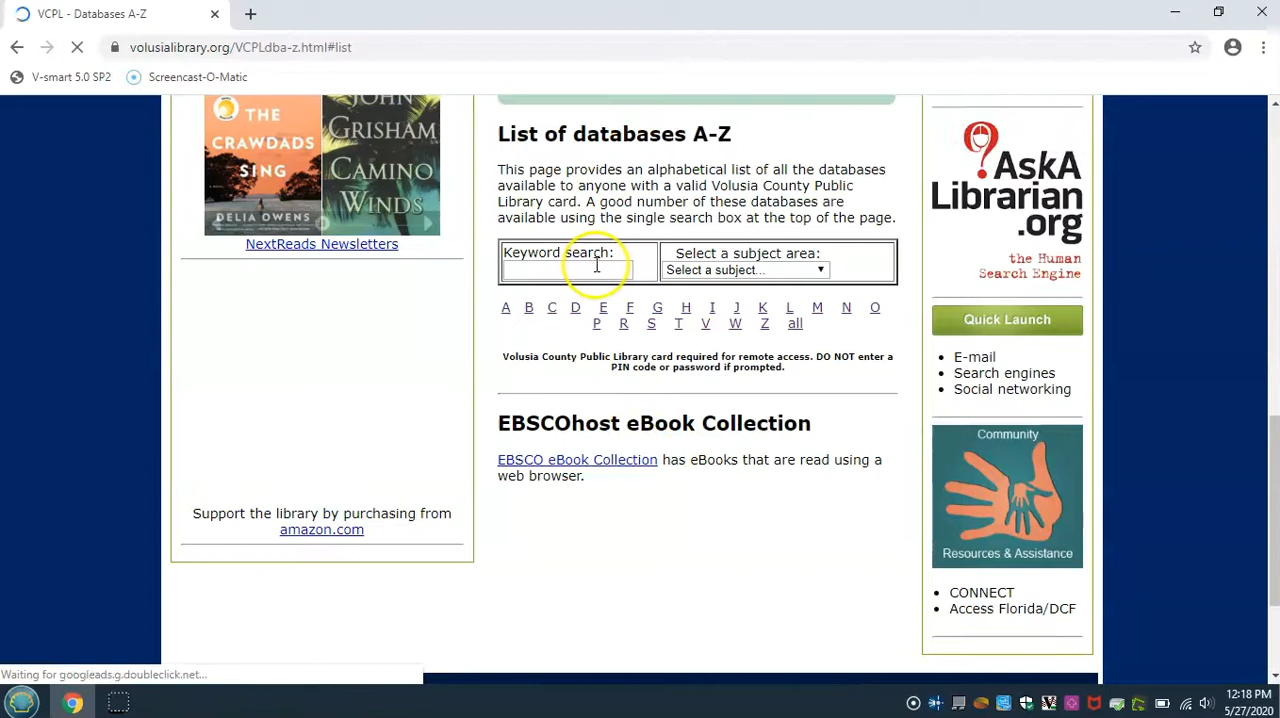 VCPL - Databases A-Z
volusialibrary.org/VCPLdba-z.html#list
V-smart 5.0 SP2 Screencast-O-Matic
THE
CRAWDADS
SING
DELIA OWENS
JOHN
GRISHAM
CAMINO
WINDS
NextReads Newsletters
Support the library by purchasing from
amazon.com
List of databases A-Z
This page provides an alphabetical list of all the databases
available to anyone with a valid Volusia County Public
Library card. A good number of these databases are
available using the single search box at the top of the page.
Keyword search:
Select a subject area:
Select a subject...
A B C D E F G H I J K L M N O
P R S T V W Z all
Volusia County Public Library card required for remote access. DO NOT enter a
PIN code or password if prompted.
EBSCOhost eBook Collection
EBSCO eBook Collection has eBooks that are read using a
web browser.
AskA
Librarian
.org
the Human
Search Engine
Quick Launch
E-mail
Search engines
Social networking
Community
Resources & Assistance
CONNECT
Access Florida/DCF
Waiting for googleads.g.doubleclick.net...
12:18 PM
5/27/2020